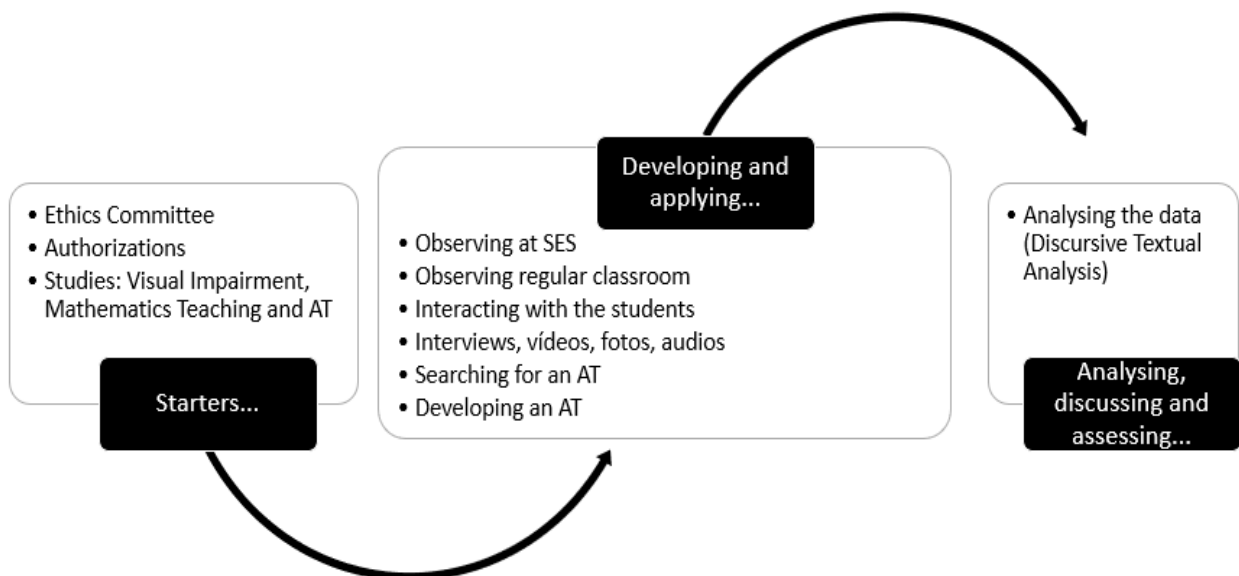 • Ethics Committee
• Authorizations
• Studies: Visual Impairment,
Mathematics Teaching and AT
Starters...
Developing and
applying...
• Observing at SES
• Observing regular classroom
• Interacting with the students
• Interviews, vídeos, fotos, audios
• Searching for an AT
• Developing an AT
• Analysing the data
(Discursive Textual
Analysis)
Analysing,
discussing and
assessing...